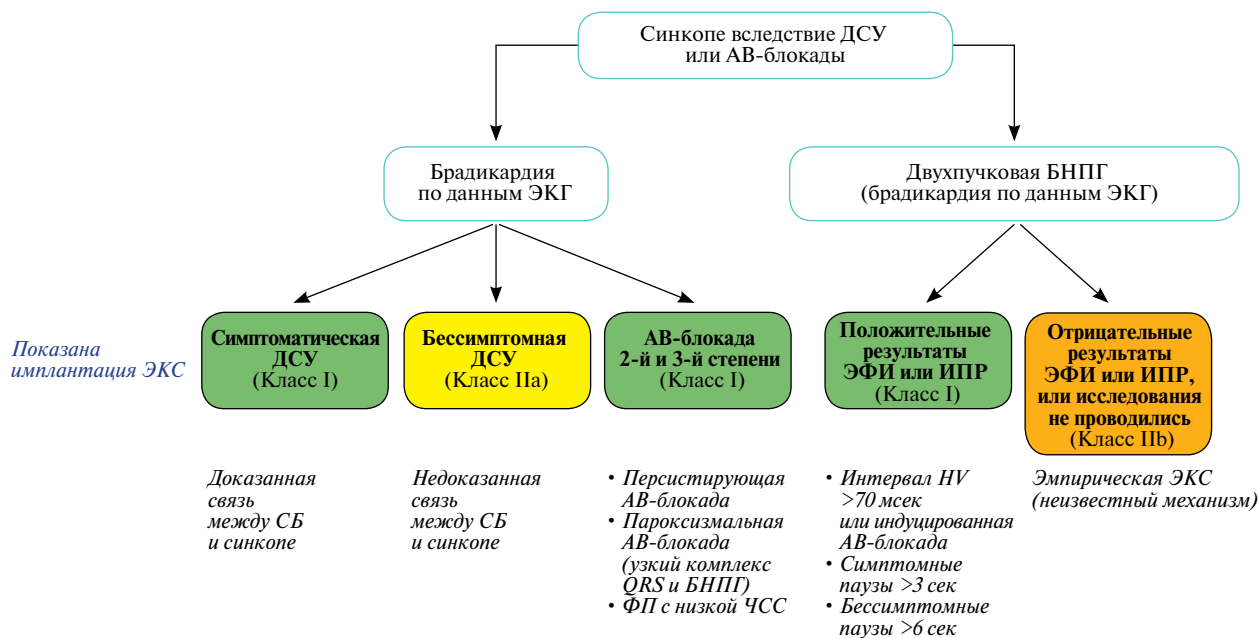 Синкопе вследствие ДСУ
или АВ-блокады
Брадикардия
по данным ЭКГ
Двухпучковая БНПГ
(брадикардия по данным ЭКГ)
Показана
имплантация ЭКС
Симптоматическая
ДСУ
(Класс I)
Бессимптомная
ДСУ
(Класс IIa)
АВ-блокада
2-й и 3-й степени
(Класс I)
Положительные
результаты
ЭФИ или ИПР
(Класс I)
Отрицательные
результаты
ЭФИ или ИПР,
или исследования
не проводились
(Класс IIb)
Доказанная
связь
между СБ
и синкопе
Недоказанная
связь
между СБ
и синкопе
• Персистирующая
АВ-блокада
• Пароксизмальная
АВ-блокада
(узкий комплекс
QRS и БНПГ)
• ФП с низкой ЧСС
• Интервал HV
>70 мсек
или индуцированная
АВ-блокада
• Симптомные
паузы >3 сек
• Бессимптомные
паузы >6 сек
Эмпирическая ЭКС
(неизвестный механизм)